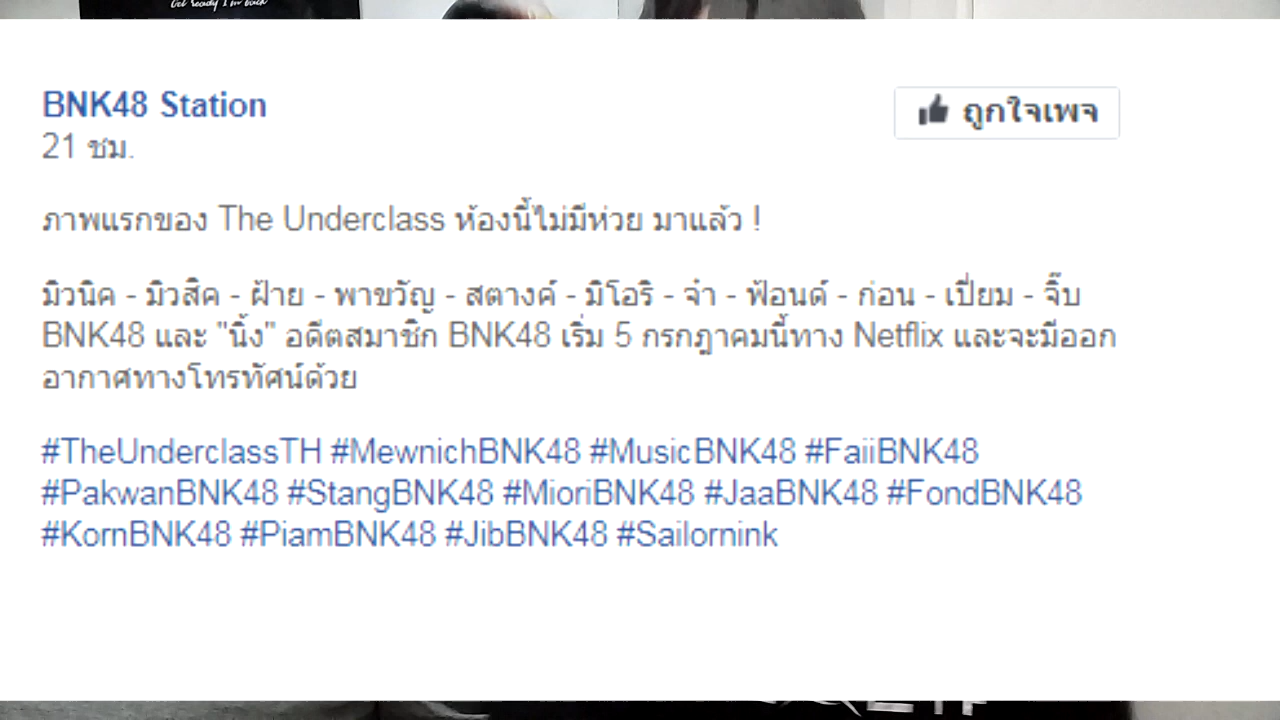 Get ready I'm back
BNK48 Station
ถูกใจเพจ
21 ชม.
ภาพแรกของ The Underclass ห้องนี้ไม่มีห่วย มาแล้ว !
มิวนิค - มิวสิค - ฝ้าย - พาขวัญ - สตางค์ - มิโอริ - จ๋า - ฟ้อนด์ - ก่อน - เปี่ยม - จิ๊บ
BNK48 และ "นิ้ง" อดีตสมาชิก BNK48 เริ่ม 5 กรกฎาคมนี้ทาง Netflix และจะมีออก
อากาศทางโทรทัศน์ด้วย
#TheUnderclassTH #MewnichBNK48 #MusicBNK48 #FaiiBNK48
#PakwanBNK48 #StangBNK48 #MioriBNK48 #JaaBNK48 #FondBNK48
#KornBNK48 #PiamBNK48 #JibBNK48 #Sailornink